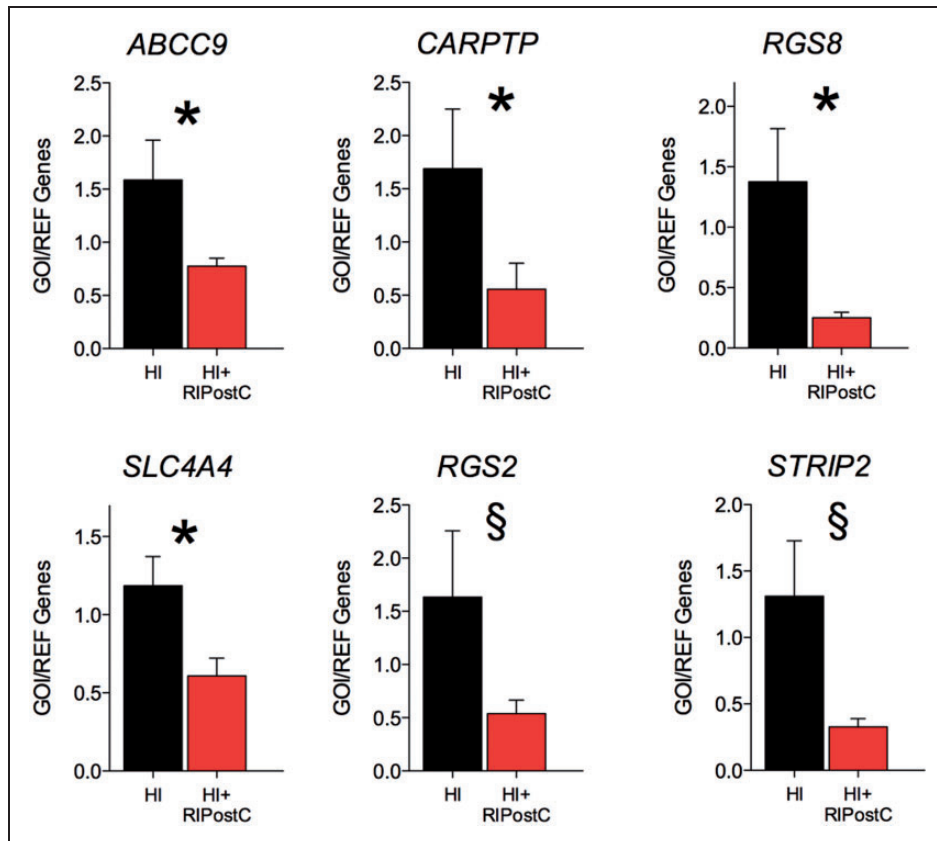 ABCC9
CARPTP
RGS8
2.5
2.0
1.5
1.0
0.5
0.0
GOI/REF Genes
*
HI
HI+
RIPostC
2.5
2.0
1.5
1.0
0.5
0.0
GOI/REF Genes
*
HI
HI+
RIPostC
2.0
1.5
1.0
0.5
0.0
GOI/REF Genes
*
HI
HI+
RIPostC
SLC4A4
RGS2
STRIP2
1.5
1.0
0.5
0.0
GOI/REF Genes
*
HI
HI+
RIPostC
2.5
2.0
1.5
1.0
0.5
0.0
GOI/REF Genes
§
HI
HI+
RIPostC
2.0
1.5
1.0
0.5
0.0
GOI/REF Genes
§
HI
HI+
RIPostC